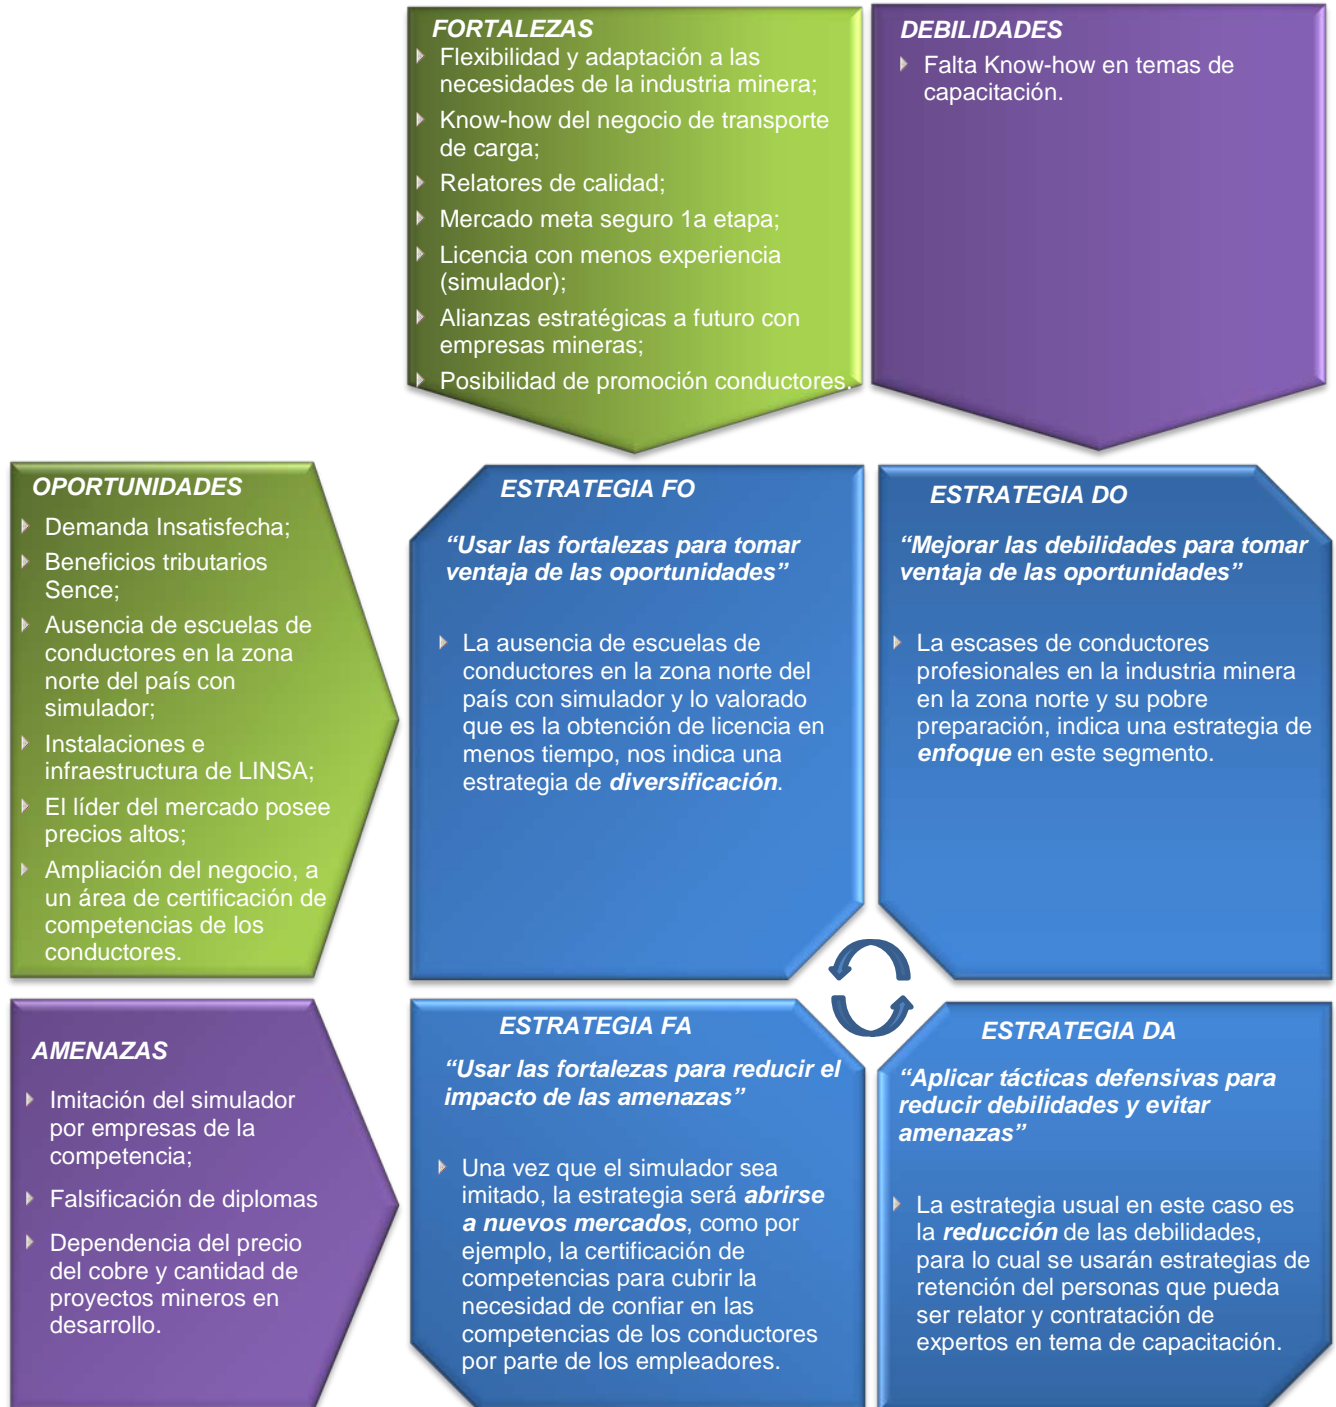 FORTALEZAS
Flexibilidad y adaptación a las
necesidades de la industria minera;
Know-how del negocio de transporte
de carga;
Relatores de calidad;
Mercado meta seguro 1a etapa;
Licencia con menos experiencia
(simulador);
Alianzas estratégicas a futuro con
empresas mineras;
Posibilidad de promoción conductores.
DEBILIDADES
Falta Know-how en temas de
capacitación.
OPORTUNIDADES
Demanda Insatisfecha;
Beneficios tributarios
Sence;
Ausencia de escuelas de
conductores en la zona
norte del país con
simulador;
Instalaciones e
infraestructura de LINSA;
El líder del mercado posee
precios altos;
Ampliación del negocio, a
un área de certificación de
competencias de los
conductores.
ESTRATEGIA FO
“Usar las fortalezas para tomar
ventaja de las oportunidades”
La ausencia de escuelas de
conductores en la zona norte del
país con simulador y lo valorado
que es la obtención de licencia en
menos tiempo, nos indica una
estrategia de diversificación.
ESTRATEGIA DO
“Mejorar las debilidades para tomar
ventaja de las oportunidades”
La escases de conductores
profesionales en la industria minera
en la zona norte y su pobre
preparación, indica una estrategia de
enfoque en este segmento.
AMENAZAS
Imitación del simulador
por empresas de la
competencia;
Falsificación de diplomas
Dependencia del precio
del cobre y cantidad de
proyectos mineros en
desarrollo.
ESTRATEGIA FA
“Usar las fortalezas para reducir el
impacto de las amenazas”
Una vez que el simulador sea
imitado, la estrategia será abrirse
a nuevos mercados, como por
ejemplo, la certificación de
competencias para cubrir la
necesidad de confiar en las
competencias de los conductores
por parte de los empleadores.
ESTRATEGIA DA
“Aplicar tácticas defensivas para
reducir debilidades y evitar
amenazas”
La estrategia usual en este caso es
la reducción de las debilidades,
para lo cual se usarán estrategias de
retención del personas que pueda
ser relator y contratación de
expertos en tema de capacitación.